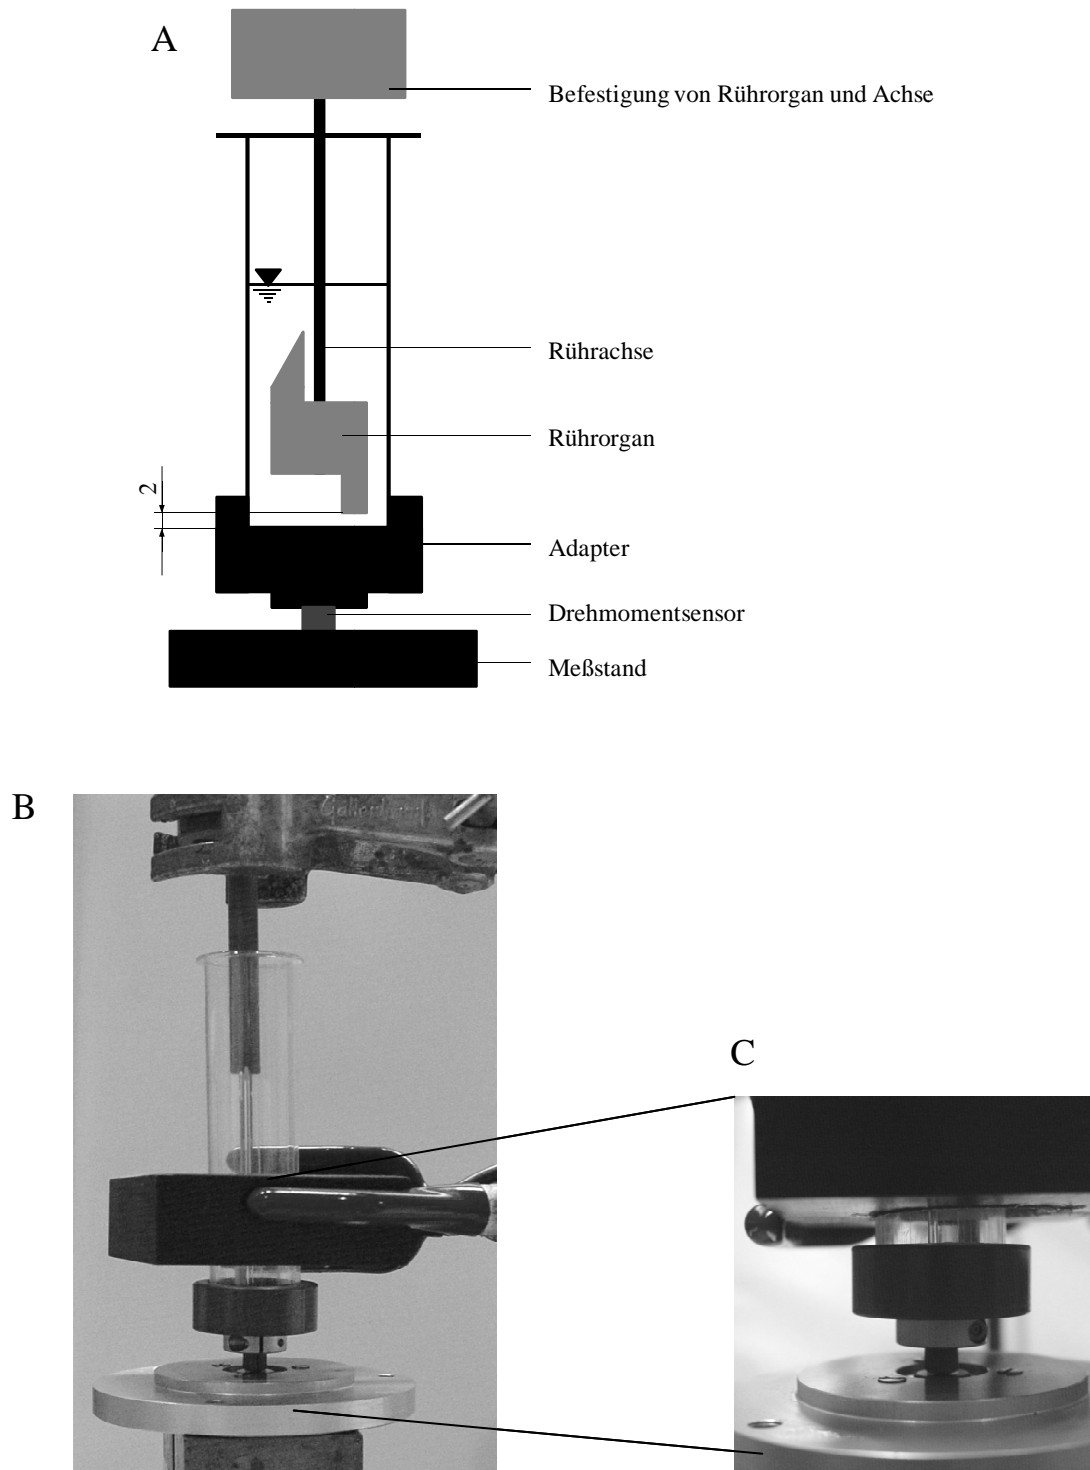 A
Befestigung von Rührorgan und Achse
Rührachse
Rührorgan
2
Adapter
Drehmomentsensor
Meßstand
B
C